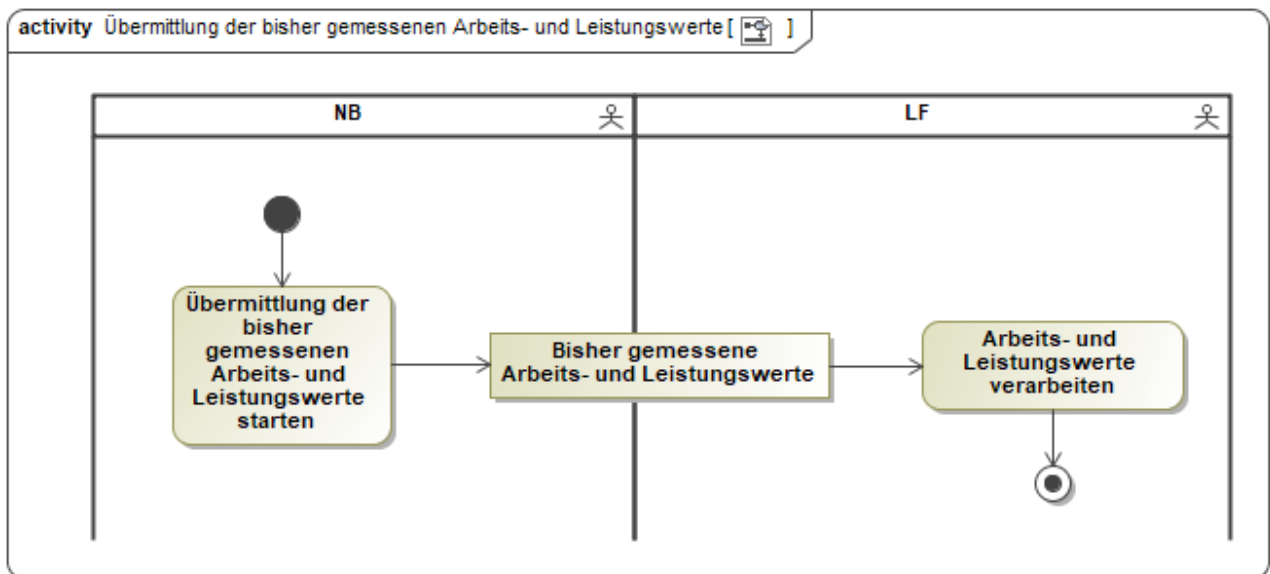 activity Übermittlung der bisher gemessenen Arbeits- und Leistungswerte[ ]
NB
LF
Übermittlung der
bisher
gemessenen
Arbeits- und
Leistungswerte
starten
Bisher gemessene
Arbeits- und Leistungswerte
Arbeits- und
Leistungswerte
verarbeiten